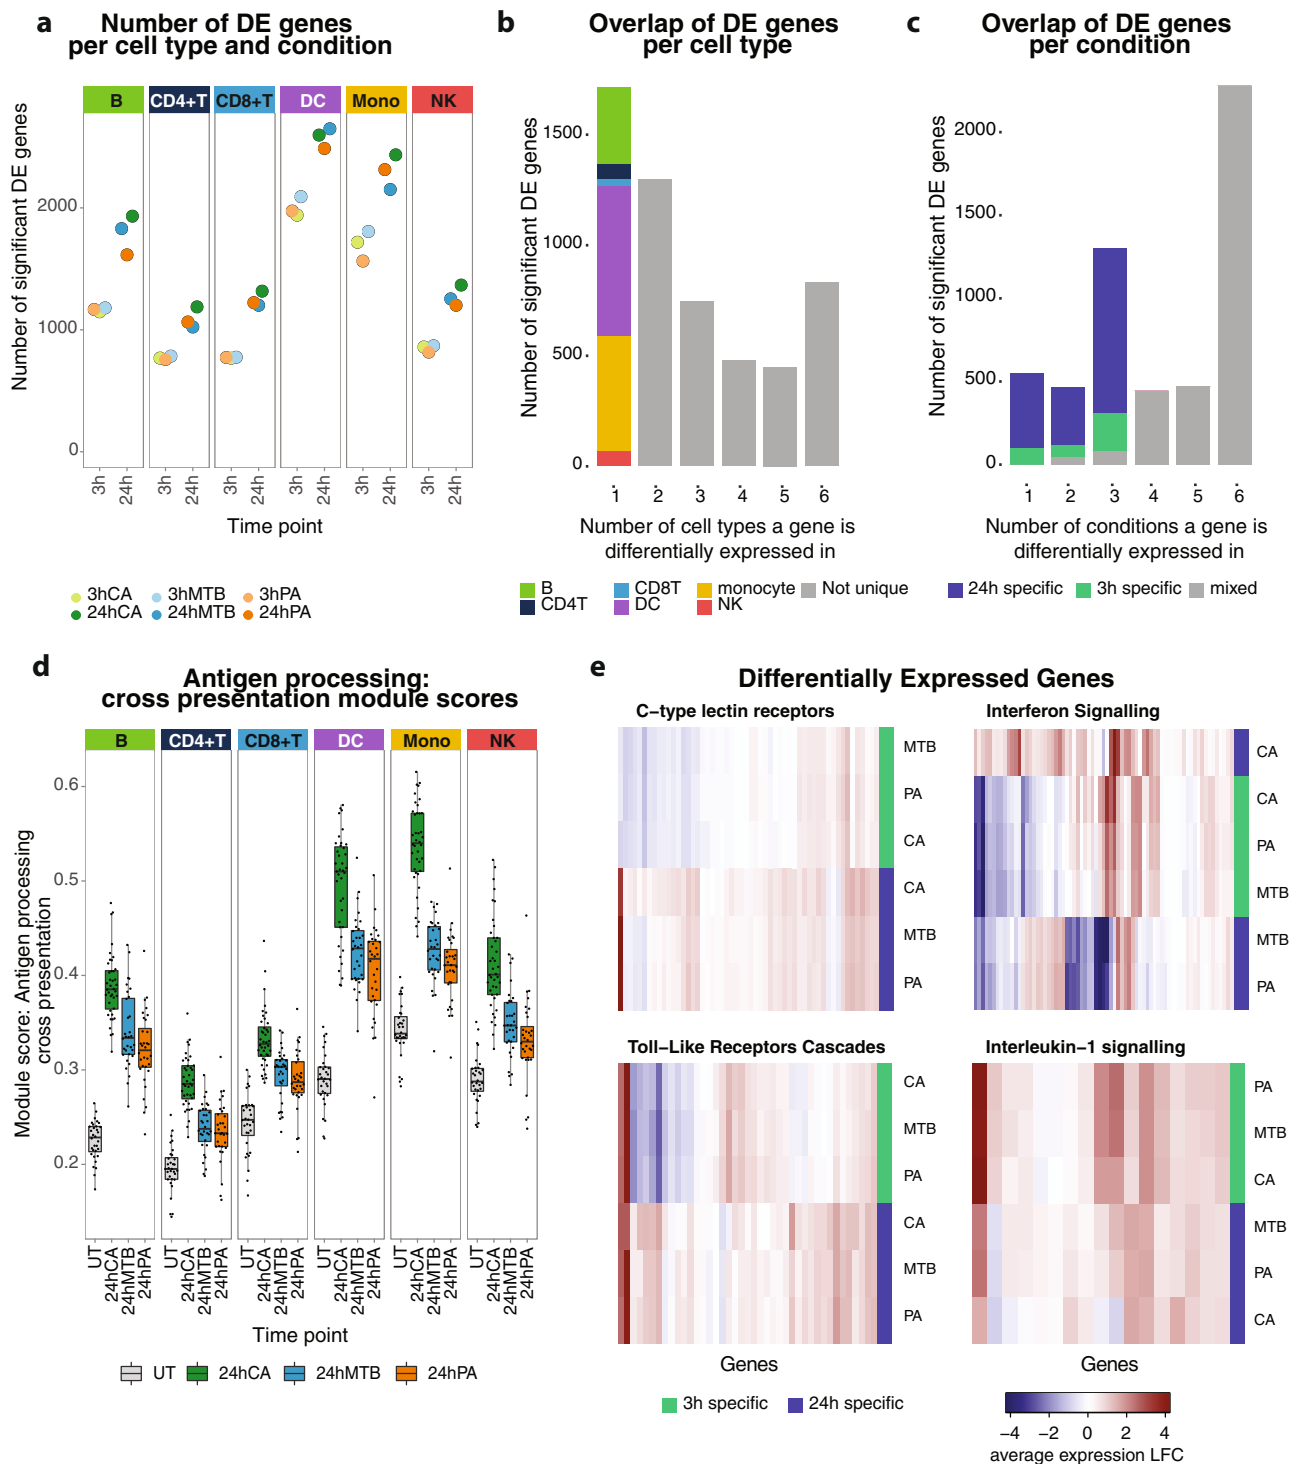 a
Number of DE genes
per cell type and condition
Number of significant DE genes
B
CD4+T
CD8+T
DC
Mono
NK
2000
1000
0
3h
24h
3h
24h
3h
24h
3h
24h
3h
24h
3h
24h
Time point
3hCA
3hMTB
3hPA
24hCA
24hMTB
24hPA
b
Overlap of DE genes
per cell type
Number of significant DE genes
1500
1000
500
0
1
2
3
4
5
6
Number of cell types a gene is
differentially expressed in
B
CD8T
monocyte
Not unique
CD4T
DC
NK
c
Overlap of DE genes
per condition
Number of significant DE genes
2000
1500
1000
500
0
1
2
3
4
5
6
Number of conditions a gene is
differentially expressed in
24h specific
3h specific
mixed
d
Antigen processing:
cross presentation module scores
Module score: Antigen processing
cross presentation
B
CD4+T
CD8+T
DC
Mono
NK
0.6
0.5
0.4
0.3
0.2
UT
24hCA
24hMTB
24hPA
UT
24hCA
24hMTB
24hPA
UT
24hCA
24hMTB
24hPA
UT
24hCA
24hMTB
24hPA
UT
24hCA
24hMTB
24hPA
UT
24hCA
24hMTB
24hPA
Time point
UT
24hCA
24hMTB
24hPA
e
Differentially Expressed Genes
C−type lectin receptors
MTB
PA
CA
CA
MTB
PA
Interferon Signalling
CA
CA
PA
MTB
MTB
PA
Toll−Like Receptors Cascades
CA
MTB
PA
CA
MTB
PA
Genes
Interleukin−1 signalling
PA
MTB
CA
MTB
PA
CA
Genes
3h specific
24h specific
−4
−2
0
2
4
average expression LFC